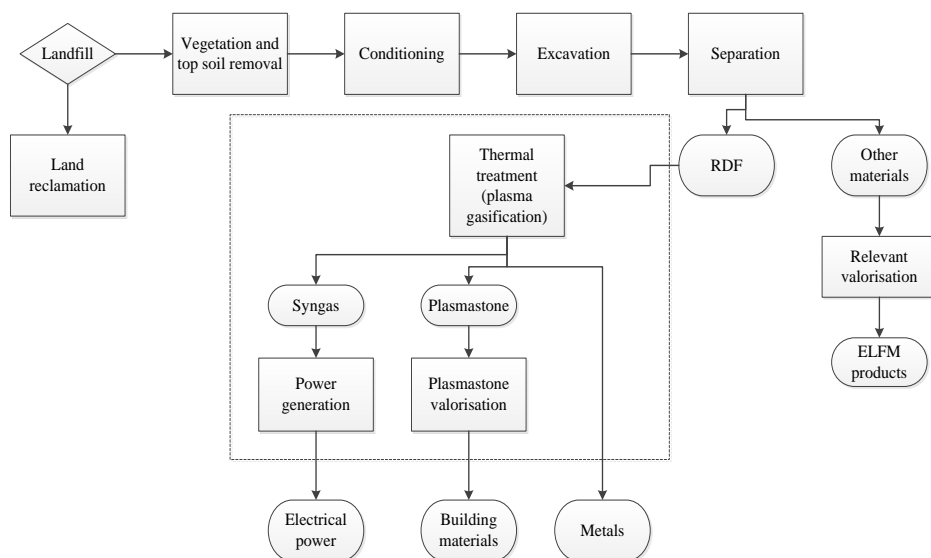 Landfill
Vegetation and
top soil removal
Conditioning
Excavation
Separation
Land
reclamation
Thermal
treatment
(plasma
gasification)
RDF
Other
materials
Relevant
valorisation
Syngas
Plasmastone
ELFM
products
Power
generation
Plasmastone
valorisation
Electrical
power
Building
materials
Metals